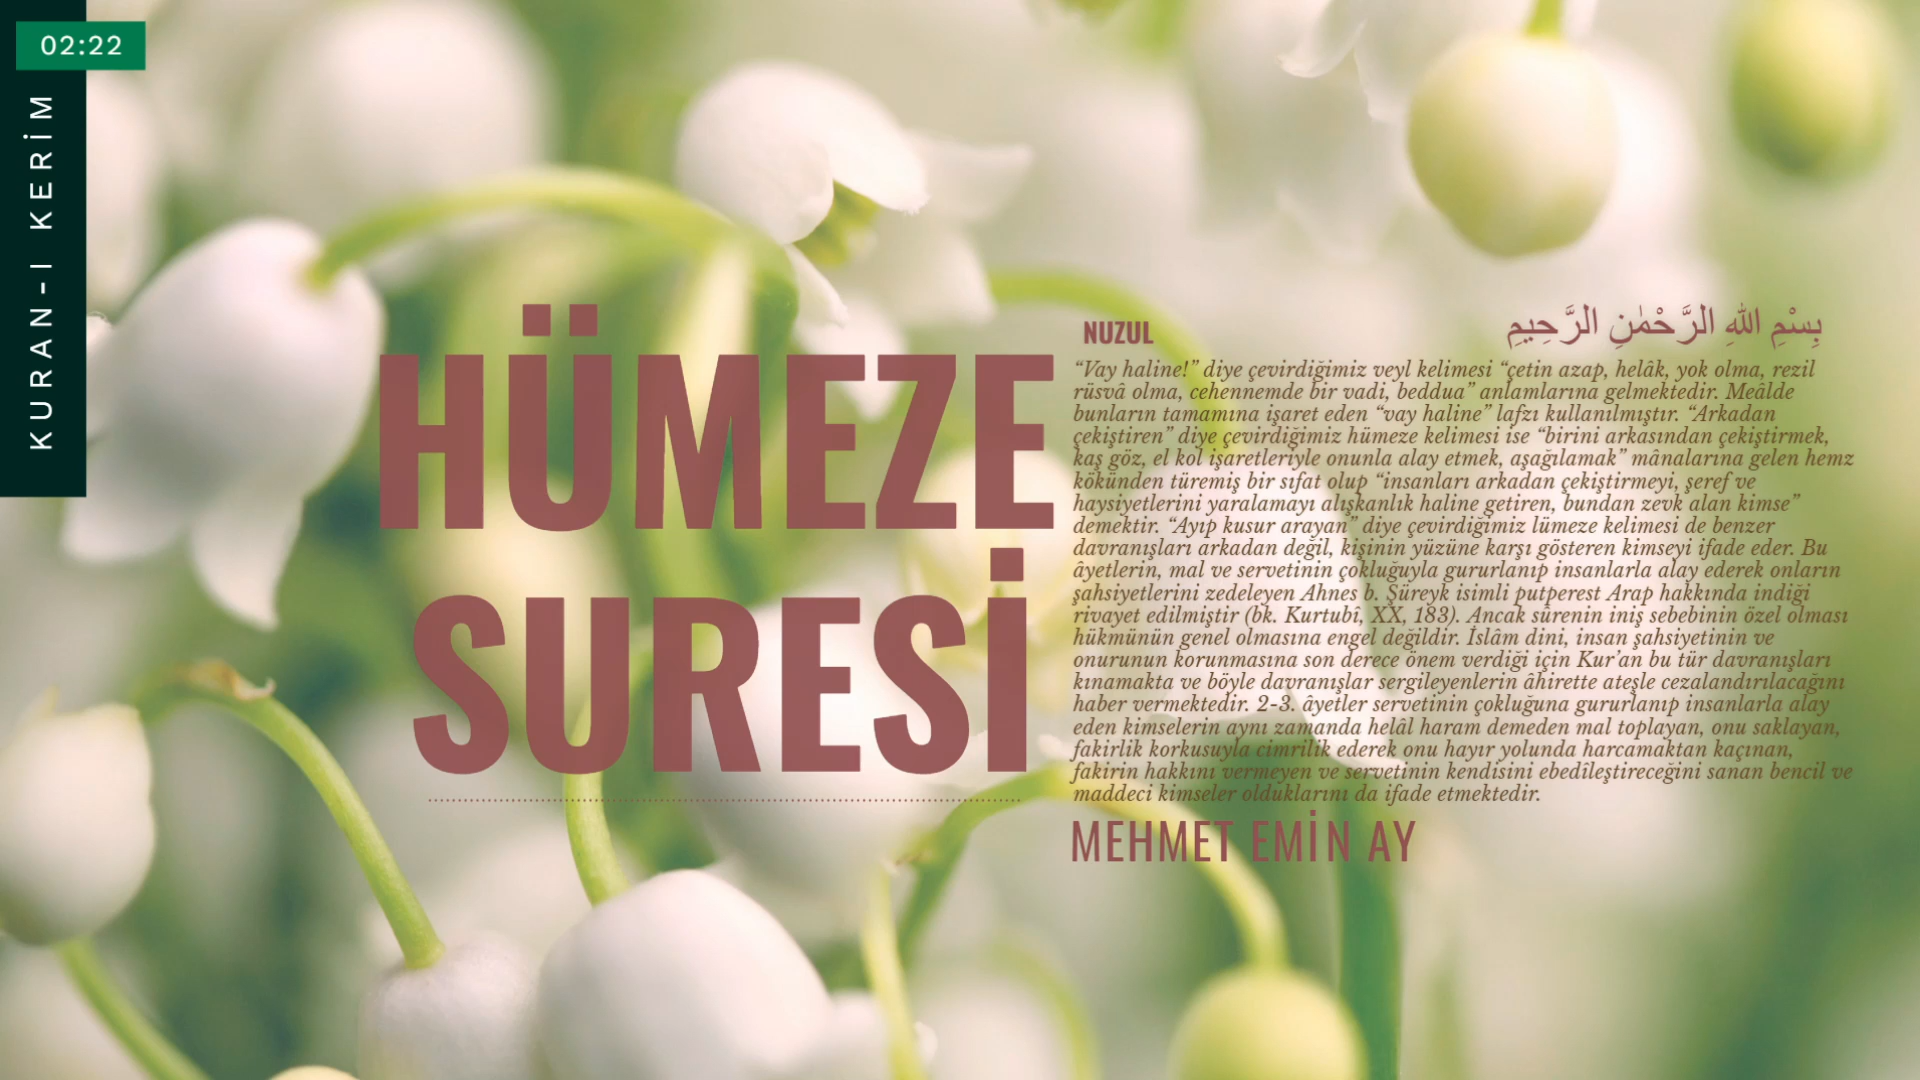 02:22
KURAN-I KERİM
HÜMEZE
SURESİ
NUZUL
بِسْمِ اللهِ الرَّحْمٰنِ الرَّحِيمِ
“Vay haline!” diye çevirdiğimiz veyl kelimesi “çetin azap, helâk, yok olma, rezil
rüsvâ olma, cehennemde bir vadi, beddua” anlamlarına gelmektedir. Meâlde
bunların tamamına işaret eden “vay haline” lafzı kullanılmıştır. “Arkadan
çekiştiren” diye çevirdiğimiz hümeze kelimesi ise “birini arkasından çekiştirmek,
kaş göz, el kol işaretleriyle onunla alay etmek, aşağılamak” mânalarına gelen hemz
kökünden türemiş bir sıfat olup “insanları arkadan çekiştirmeyi, şeref ve
haysiyetlerini yaralamayı alışkanlık haline getiren, bundan zevk alan kimse”
demektir. “Ayıp kusur arayan” diye çevirdiğimiz lümeze kelimesi de benzer
davranışları arkadan değil, kişinin yüzüne karşı gösteren kimseyi ifade eder. Bu
âyetlerin, mal ve servetinin çokluğuyla gururlanıp insanlarla alay ederek onların
şahsiyetlerini zedeleyen Ahnes b. Şüreyk isimli putperest Arap hakkında indiği
rivayet edilmiştir (bk. Kurtubî, XX, 183). Ancak sûrenin iniş sebebinin özel olması
hükmünün genel olmasına engel değildir. İslâm dini, insan şahsiyetinin ve
onurunun korunmasına son derece önem verdiği için Kur’an bu tür davranışları
kınamakta ve böyle davranışlar sergileyenlerin âhirette ateşle cezalandırılacağını
haber vermektedir. 2-3. âyetler servetinin çokluğuna gururlanıp insanlarla alay
eden kimselerin aynı zamanda helâl haram demeden mal toplayan, onu saklayan,
fakirlik korkusuyla cimrilik ederek onu hayır yolunda harcamaktan kaçınan,
fakirin hakkını vermeyen ve servetinin kendisini ebedîleştireceğini sanan bencil ve
maddeci kimseler olduklarını da ifade etmektedir.
MEHMET EMİN AY